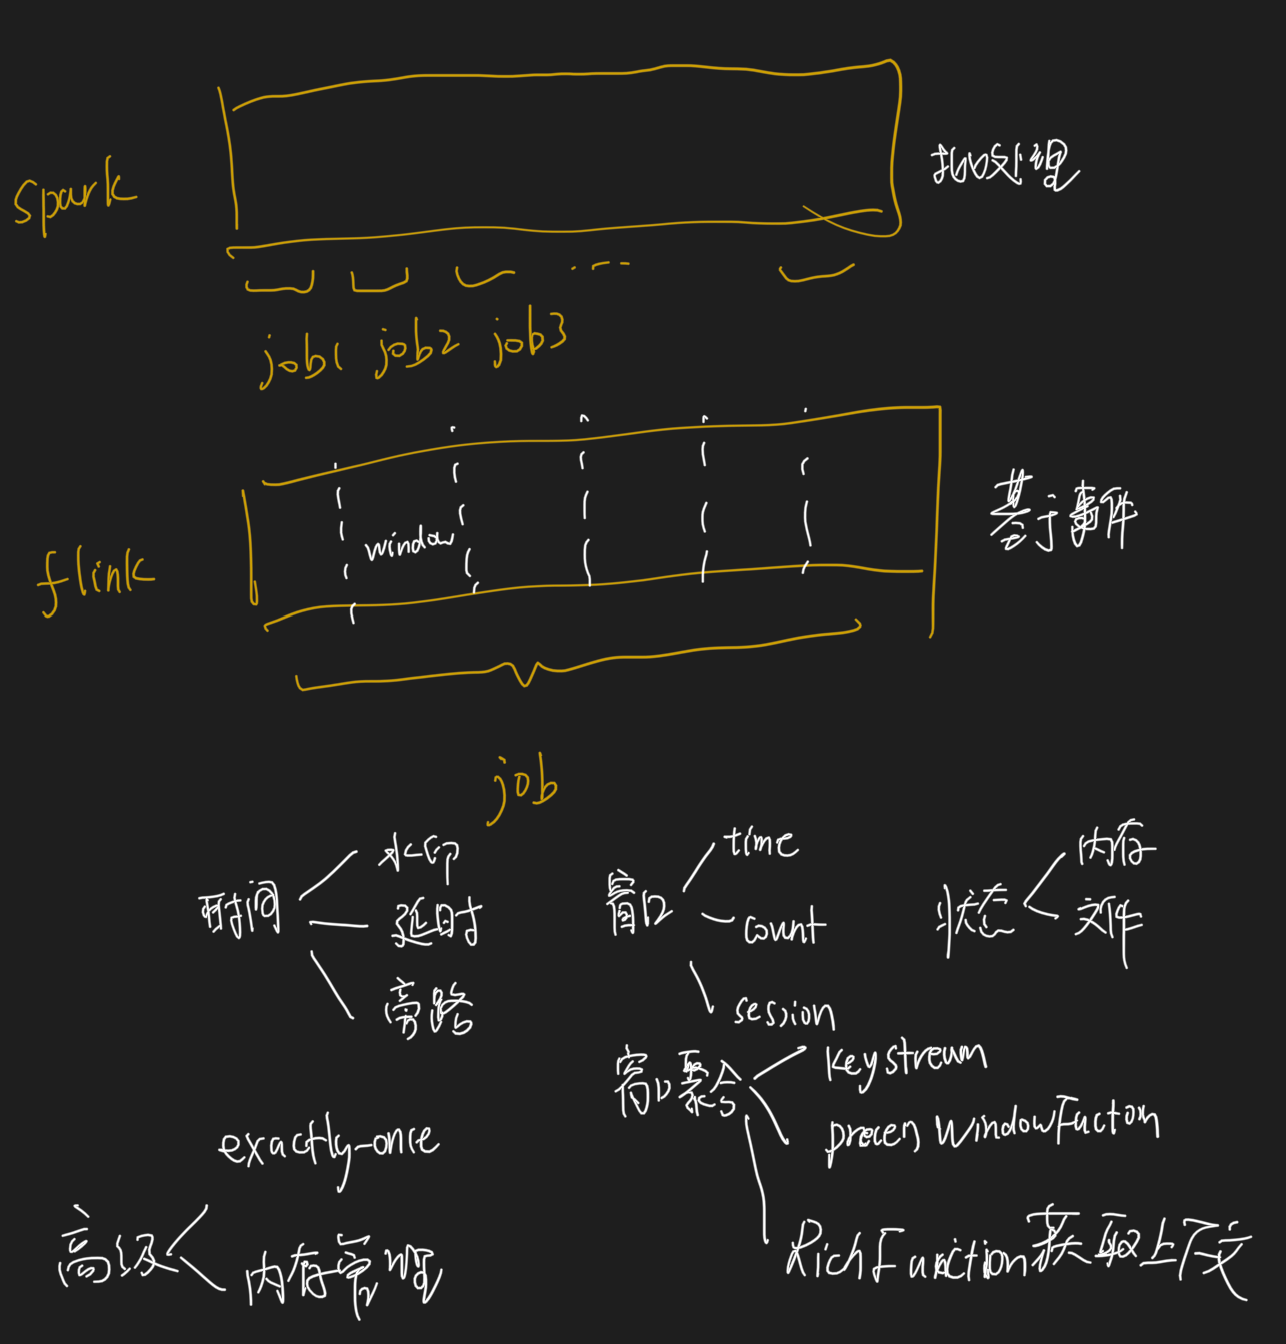 spark
批处理
job1 job2 job3
window
基于事件
flink
job
时间
水印
延时
旁路
窗口
time
count
session
状态
内存
文件
窗口聚合
keystream
process WindowFuction
RichFunction获取上下文
高级
exactly-once
内存管理